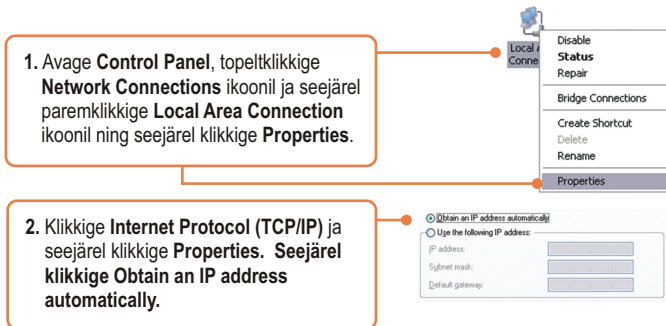 1. Avage Control Panel, topeltklikkige
Network Connections ikoonil ja seejärel
paremklikkige Local Area Connection
ikoonil ning seejärel klikkige Properties.
Local
Conne
Disable
Status
Repair
Bridge Connections
Create Shortcut
Delete
Rename
Properties
2. Klikkige Internet Protocol (TCP/IP) ja
seejärel klikkige Properties. Seejärel
klikkige Obtain an IP address
automatically.
Obtain an IP address automatically
Use the following IP address:
IP address:
Subnet mask:
Default gateway: